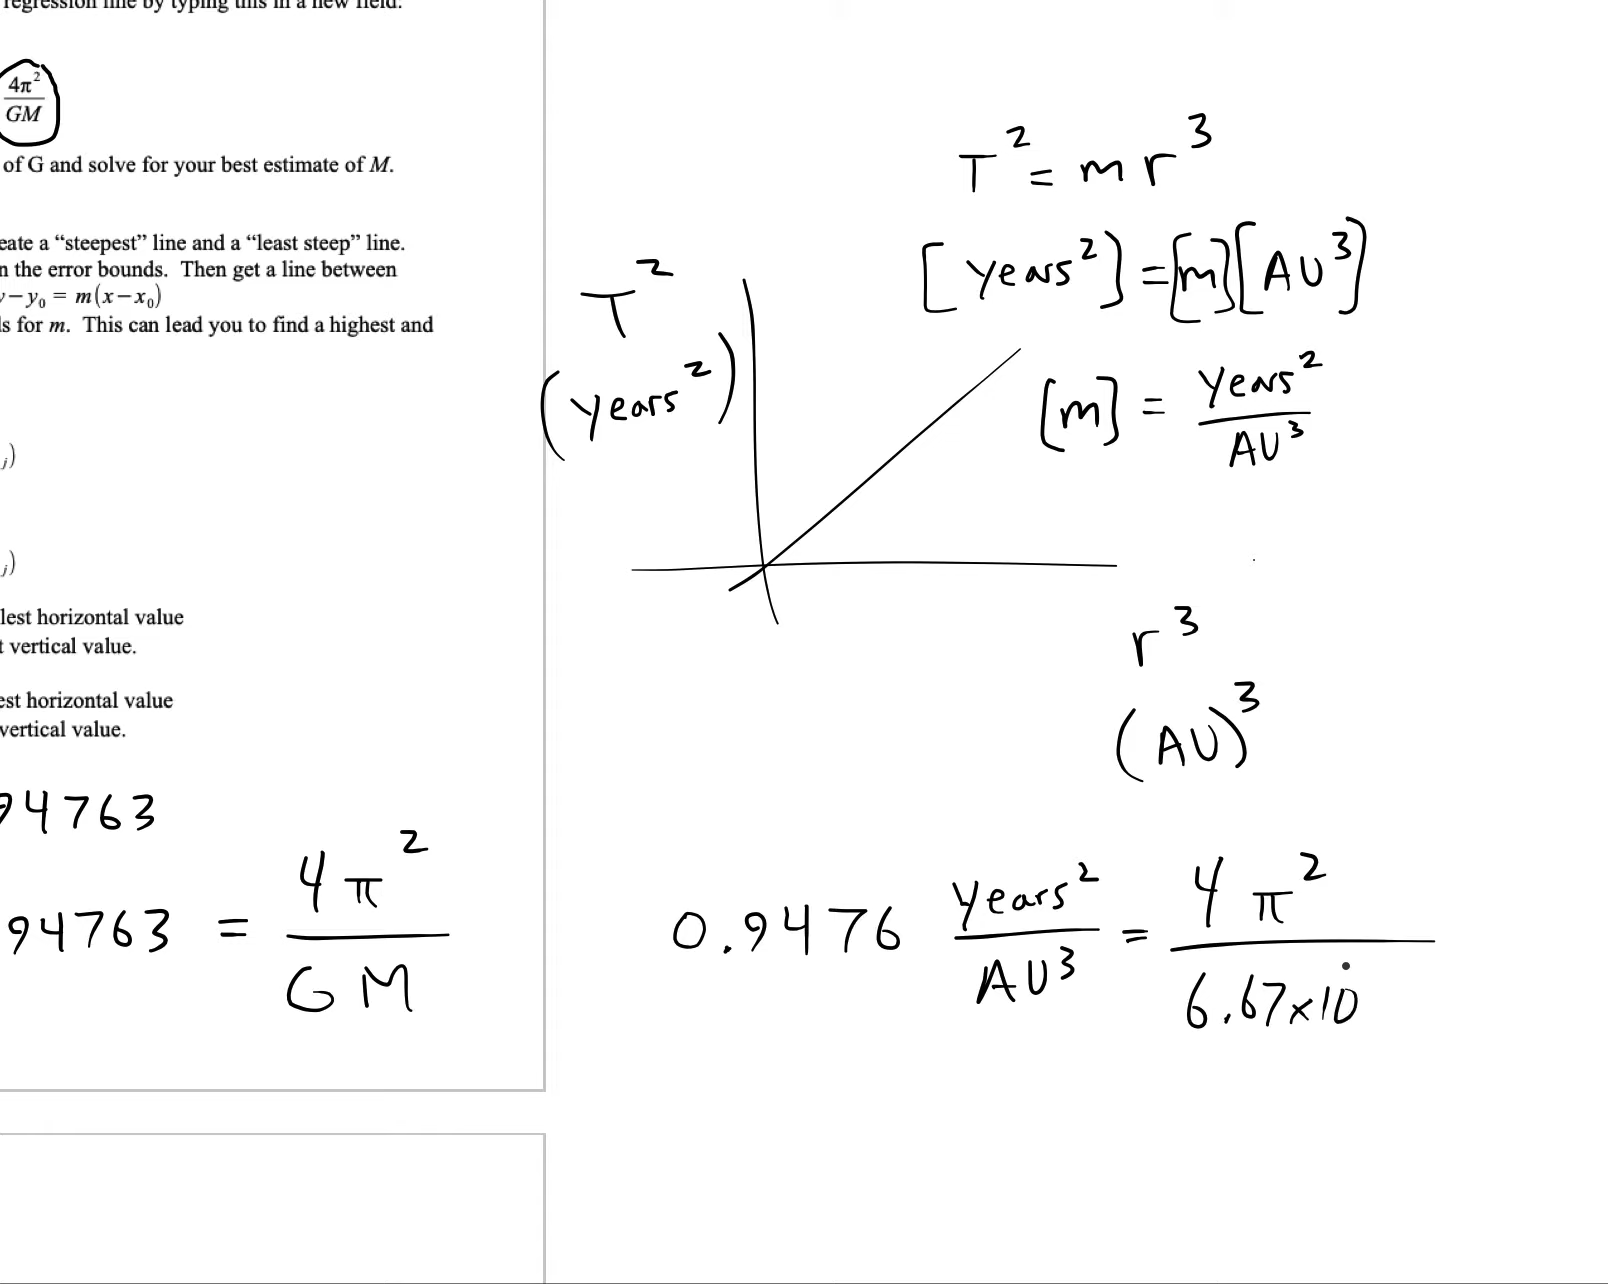 regression line by typing this in a new field:
4π²
GM
of G and solve for your best estimate of M.
eate a “steepest” line and a “least steep” line.
n the error bounds. Then get a line between
y−y₀ = m(x−x₀)
s for m. This can lead you to find a highest and
ⱼ)
ⱼ)
lest horizontal value
t vertical value.
est horizontal value
vertical value.
94763
94763 = 4π² / GM
T² = m r³
[years²] = [m][AU³]
[m] = years² / AU³
T²
(years²)
r³
(AU)³
0.9476 years² / AU³ = 4π² / 6.67×10